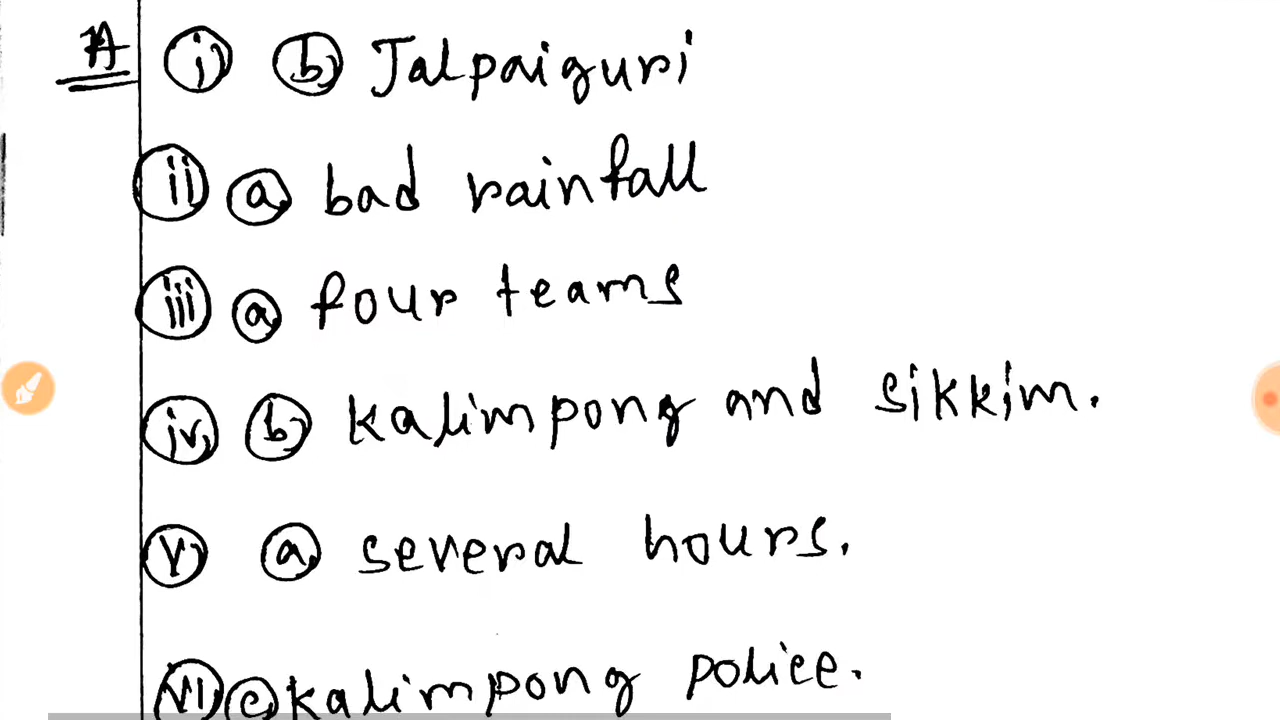 A (i) (b) Jalpaiguri
(ii) (a) bad rainfall
(iii) (a) four teams
(iv) (b) kalimpong and sikkim.
(v) (a) several hours.
(vi) (c) kalimpong police.